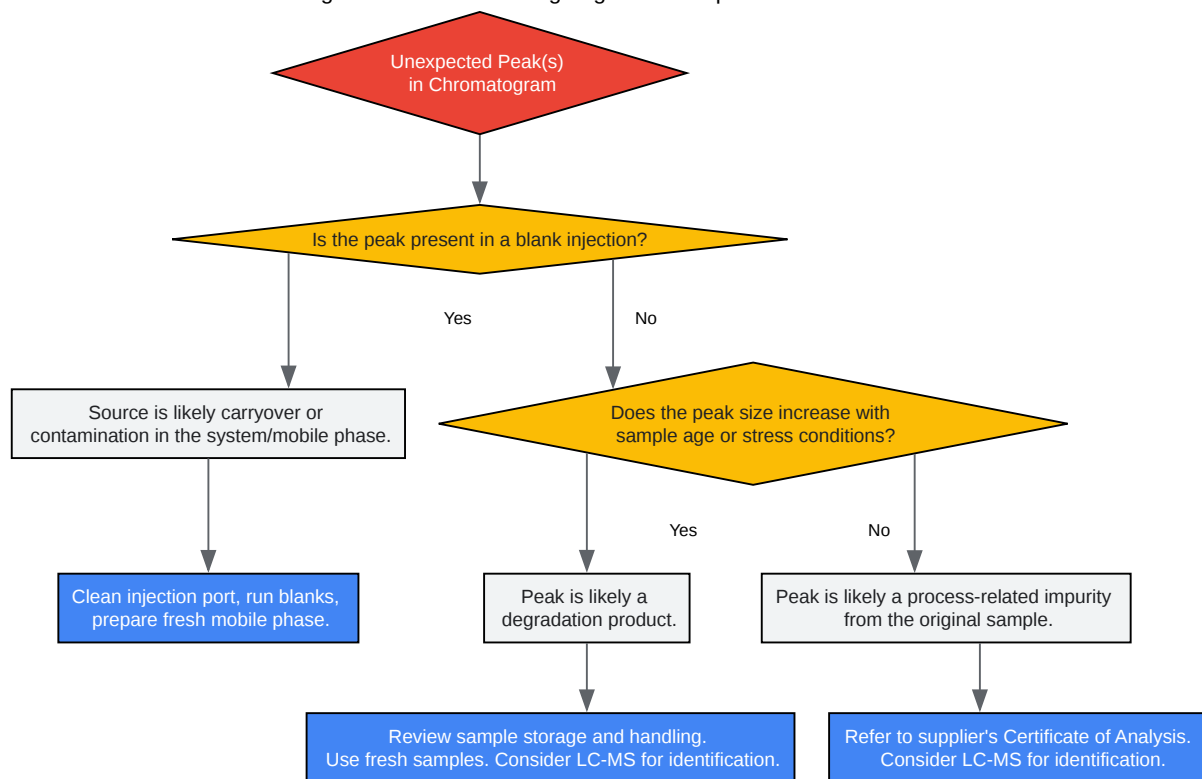 Unexpected Peak(s)
in Chromatogram
Is the peak present in a blank injection?
Yes
No
Source is likely carryover or
contamination in the system/mobile phase.
Does the peak size increase with
sample age or stress conditions?
Yes
No
Clean injection port, run blanks,
prepare fresh mobile phase.
Peak is likely a
degradation product.
Peak is likely a process-related impurity
from the original sample.
Review sample storage and handling.
Use fresh samples. Consider LC-MS for identification.
Refer to supplier's Certificate of Analysis.
Consider LC-MS for identification.